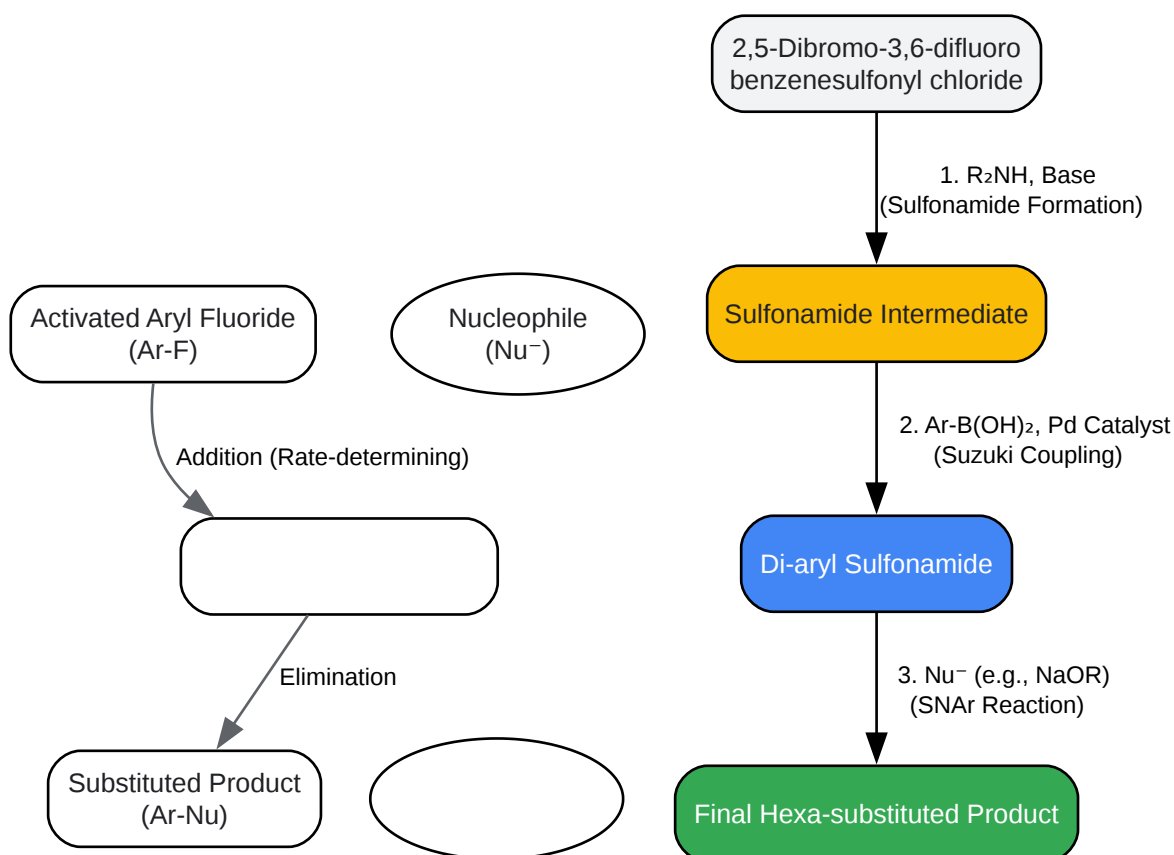 2,5-Dibromo-3,6-difluoro
benzenesulfonyl chloride
1. R₂NH, Base
(Sulfonamide Formation)
Sulfonamide Intermediate
2. Ar-B(OH)₂, Pd Catalyst
(Suzuki Coupling)
Di-aryl Sulfonamide
3. Nu⁻ (e.g., NaOR)
(SNAr Reaction)
Final Hexa-substituted Product
Activated Aryl Fluoride
(Ar-F)
Nucleophile
(Nu⁻)
Addition (Rate-determining)
Elimination
Substituted Product
(Ar-Nu)